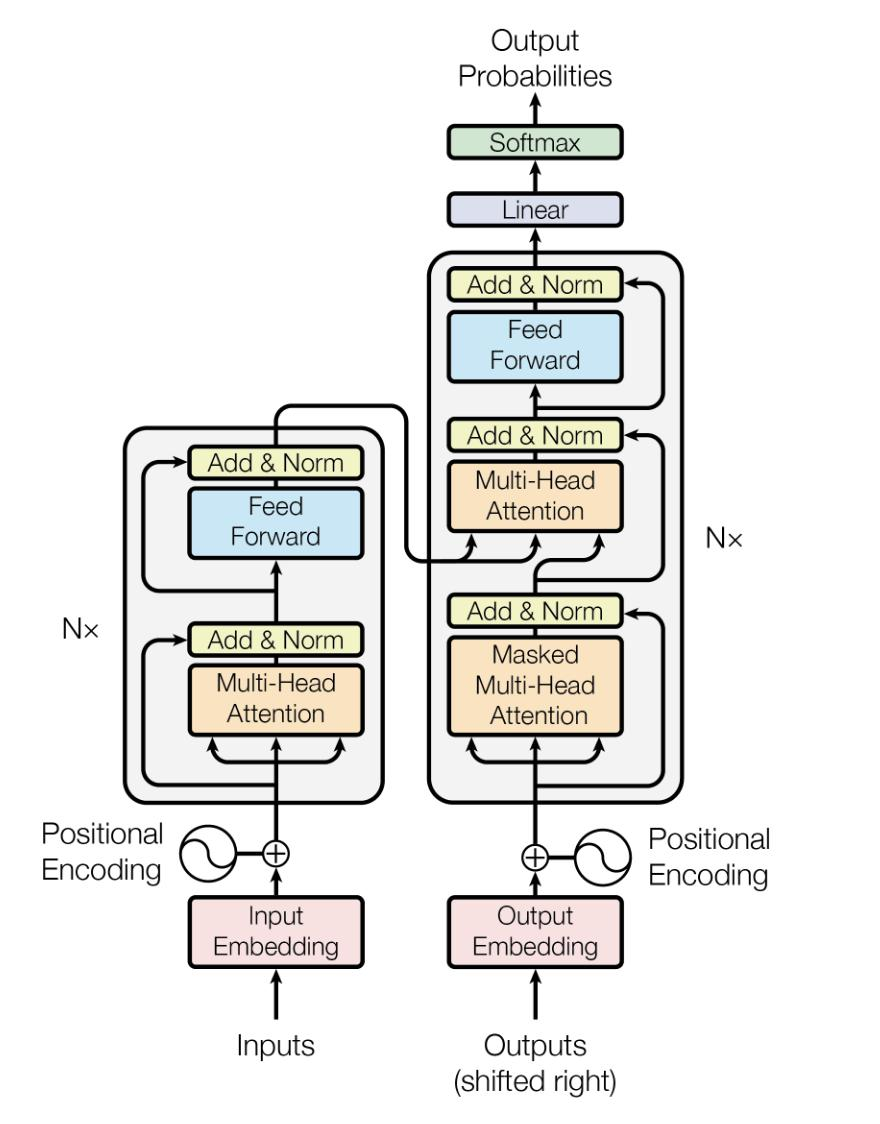 Output
Probabilities
Softmax
Linear
Add & Norm
Feed
Forward
Add & Norm
Multi-Head
Attention
Add & Norm
Masked
Multi-Head
Attention
Nx
Positional
Encoding
Output
Embedding
Outputs
(shifted right)
Add & Norm
Feed
Forward
Add & Norm
Multi-Head
Attention
N×
Positional
Encoding
Input
Embedding
Inputs